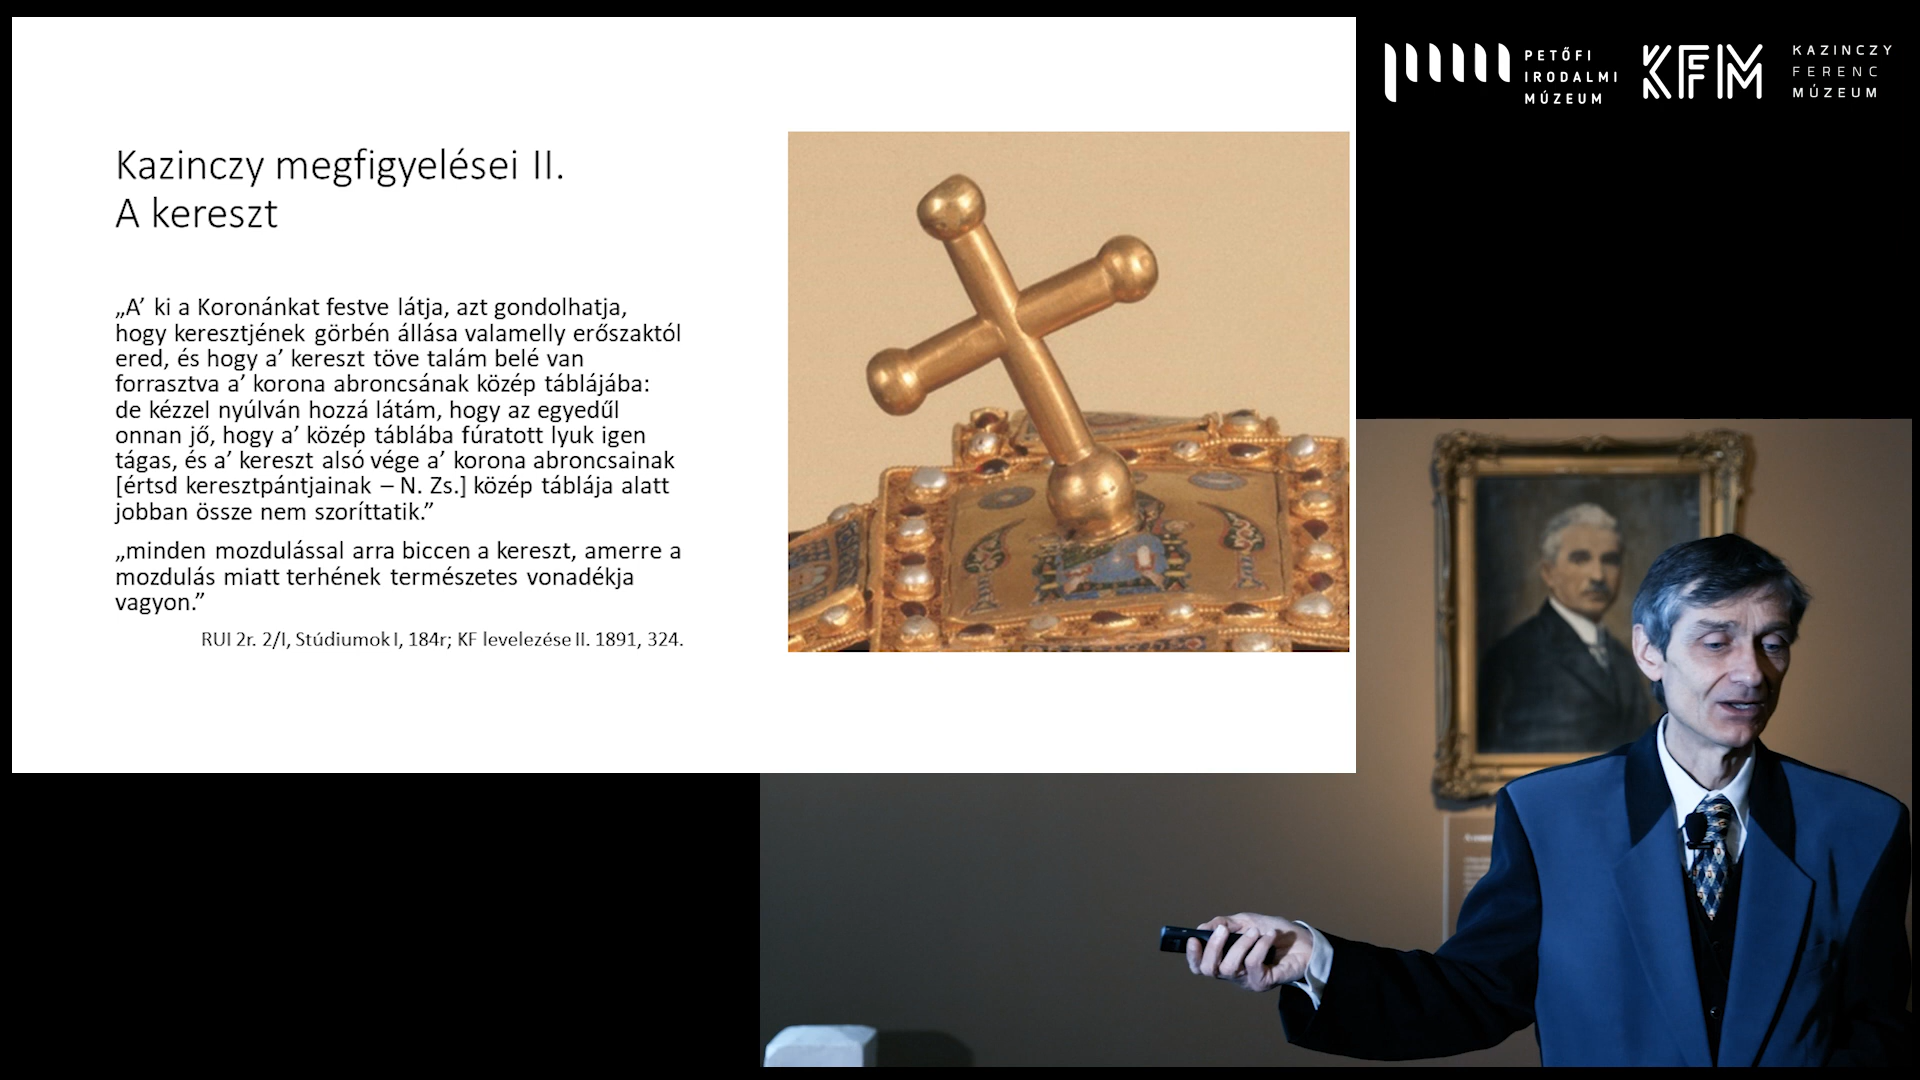 Kazinczy megfigyelései II.
A kereszt
„A’ ki a Koronánkat festve látja, azt gondolhatja,
hogy keresztjének görbén állása valamelly erőszaktól
ered, és hogy a’ kereszt töve talám belé van
forrasztva a’ korona abroncsának közép táblájába:
de kézzel nyúlván hozzá látám, hogy az egyedűl
onnan jő, hogy a’ közép táblába fúratott lyuk igen
tágas, és a’ kereszt alsó vége a’ korona abroncsainak
[értsd keresztpántjainak – N. Zs.] közép táblája alatt
jobban össze nem szoríttatik.”
„minden mozdulással arra biccen a kereszt, amerre a
mozdulás miatt terhének természetes vonadékja
vagyon.”
RUI 2r. 2/I, Stúdiumok I, 184r; KF levelezése II. 1891, 324.
PETŐFI
IRODALMI
MÚZEUM
KFM
KAZINCZY
FERENC
MÚZEUM